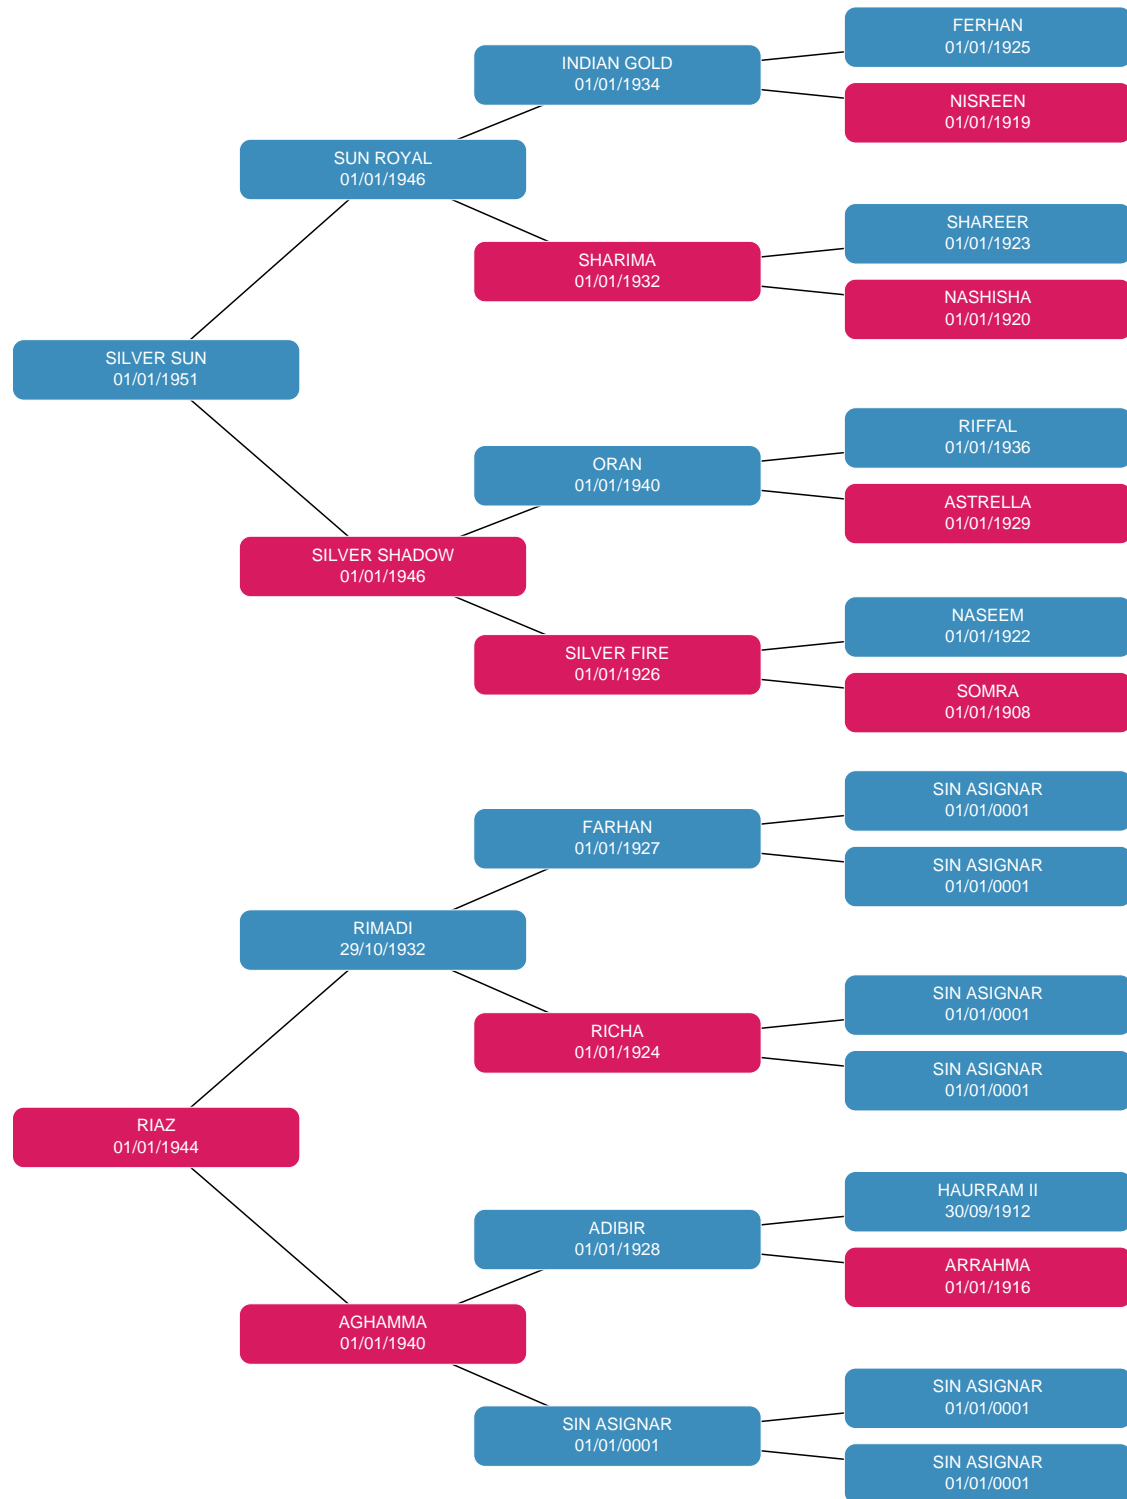 FERHAN
01/01/1925
INDIAN GOLD
01/01/1934
NISREEN
01/01/1919
SUN ROYAL
01/01/1946
SHAREER
01/01/1923
SHARIMA
01/01/1932
NASHISHA
01/01/1920
SILVER SUN
01/01/1951
RIFFAL
01/01/1936
ORAN
01/01/1940
ASTRELLA
01/01/1929
SILVER SHADOW
01/01/1946
NASEEM
01/01/1922
SILVER FIRE
01/01/1926
SOMRA
01/01/1908
SIN ASIGNAR
01/01/0001
FARHAN
01/01/1927
SIN ASIGNAR
01/01/0001
RIMADI
29/10/1932
SIN ASIGNAR
01/01/0001
RICHA
01/01/1924
SIN ASIGNAR
01/01/0001
RIAZ
01/01/1944
HAURRAM II
30/09/1912
ADIBIR
01/01/1928
ARRAHMA
01/01/1916
AGHAMMA
01/01/1940
SIN ASIGNAR
01/01/0001
SIN ASIGNAR
01/01/0001
SIN ASIGNAR
01/01/0001